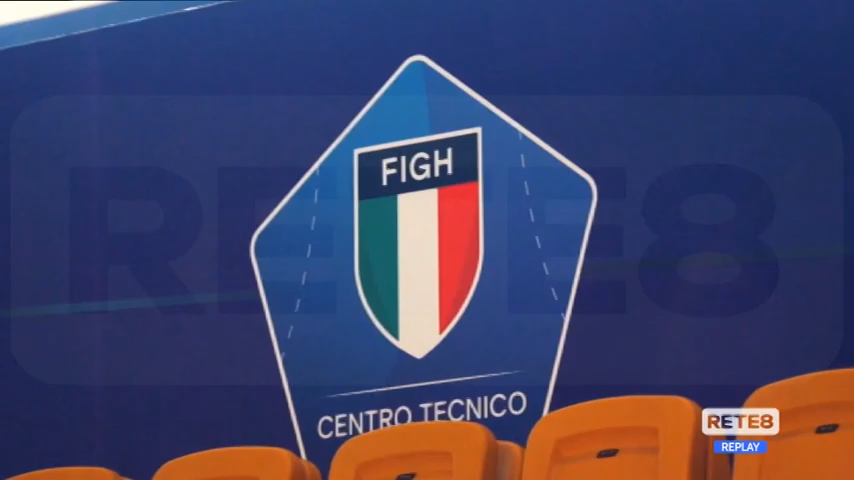 RETE8
FIGH
CENTRO TECNICO
RETE8
REPLAY